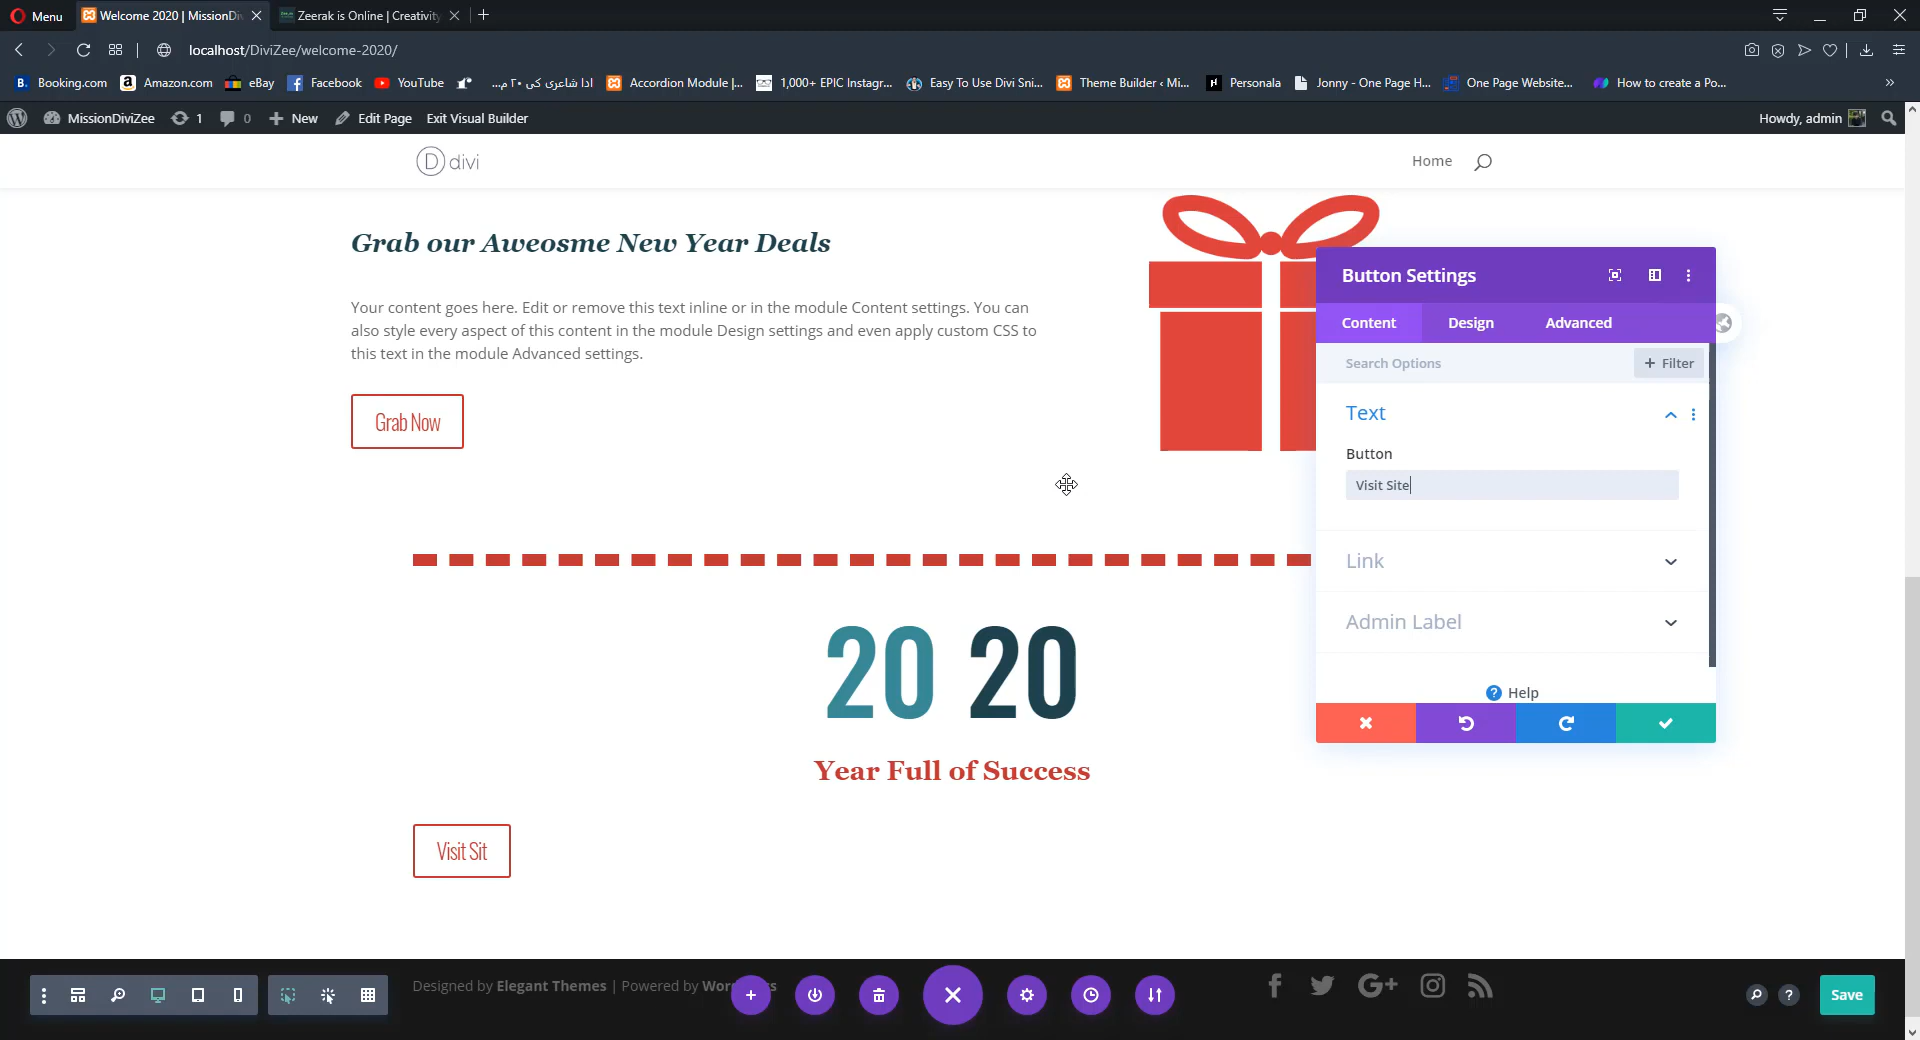 Menu
Welcome 2020 | MissionDi
Zeerak is Online | Creativity
localhost/DiviZee/welcome-2020/
B. Booking.com
a Amazon.com
eBay
Facebook
YouTube
ادا شاعری کی ۲۰ م...
Accordion Module |...
1,000+ EPIC Instagr...
Easy To Use Divi Sni...
Theme Builder ‹ Mi...
Personala
Jonny - One Page H...
One Page Website...
How to create a Po...
»
MissionDiviZee
1
0
New
Edit Page
Exit Visual Builder
Howdy, admin
D divi
Home
Grab our Aweosme New Year Deals
Your content goes here. Edit or remove this text inline or in the module Content settings. You can
also style every aspect of this content in the module Design settings and even apply custom CSS to
this text in the module Advanced settings.
Grab Now
Button Settings
Content
Design
Advanced
Search Options
+ Filter
Text
Button
Visit Site
Link
Admin Label
? Help
20 20
Year Full of Success
Visit Sit
Designed by Elegant Themes | Powered by
Save